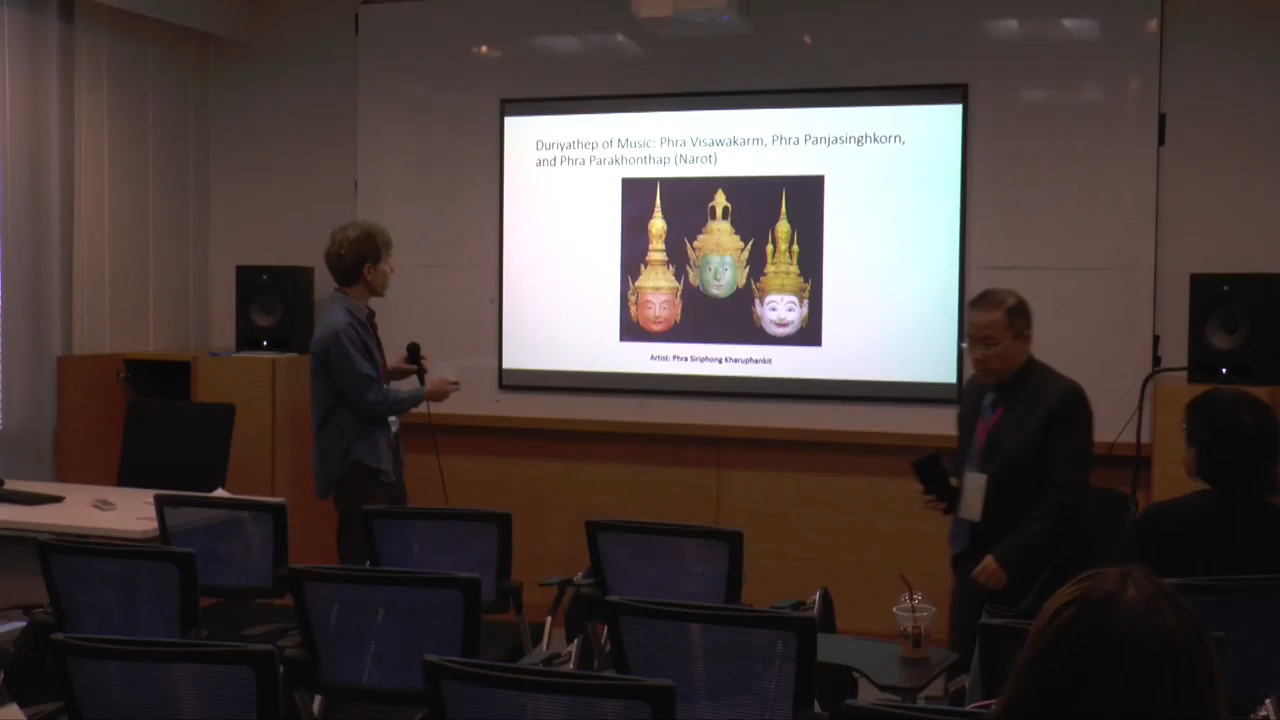 Duriyathep of Music: Phra Visawakarm, Phra Panjasinghkorn,
and Phra Parakhonthap (Narot)
Artist: Phra Siriphong Kharuphankit